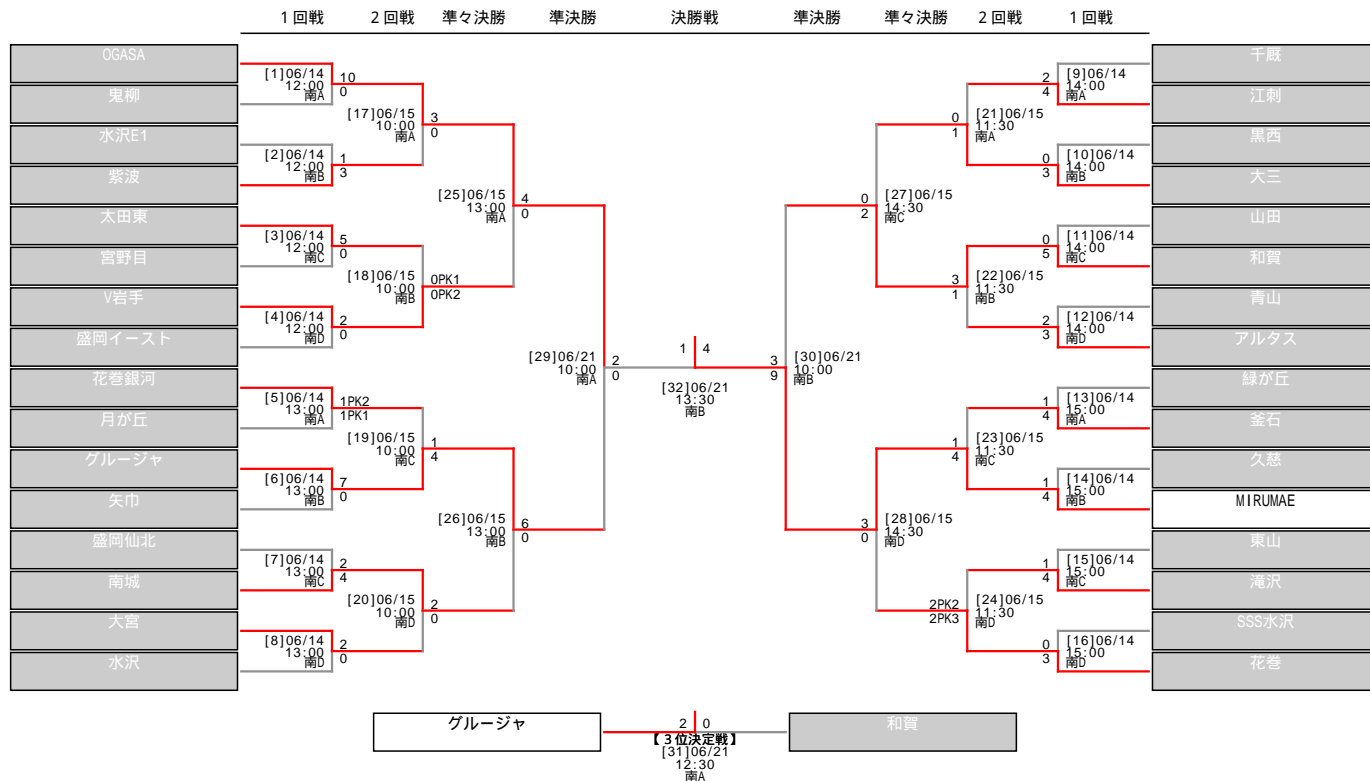 １回戦 ２回戦 準々決勝 準決勝 決勝戦 準決勝 準々決勝 ２回戦 １回戦
OGASA
鬼柳
水沢E1
紫波
太田東
宮野目
V岩手
盛岡イースト
花巻銀河
月が丘
グルージャ
矢巾
盛岡仙北
南城
大宮
水沢
[1]06/14
12:00
南A
10
0
[2]06/14
12:00
南B
1
3
[3]06/14
12:00
南C
5
0
[4]06/14
12:00
南D
2
0
[5]06/14
13:00
南A
1PK2
1PK1
[6]06/14
13:00
南B
7
0
[7]06/14
13:00
南C
2
4
[8]06/14
13:00
南D
2
0
[17]06/15
10:00
南A
3
0
[18]06/15
10:00
南B
0PK1
0PK2
[19]06/15
10:00
南C
1
4
[20]06/15
10:00
南D
2
0
[25]06/15
13:00
南A
4
0
[26]06/15
13:00
南B
6
0
[29]06/21
10:00
南A
2
0
1 4
[32]06/21
13:30
南B
3
9
[30]06/21
10:00
南B
0
2
[27]06/15
14:30
南C
3
0
[28]06/15
14:30
南D
0
1
[21]06/15
11:30
南A
3
1
[22]06/15
11:30
南B
1
4
[23]06/15
11:30
南C
2PK2
2PK3
[24]06/15
11:30
南D
2
4
[9]06/14
14:00
南A
0
3
[10]06/14
14:00
南B
0
5
[11]06/14
14:00
南C
2
3
[12]06/14
14:00
南D
1
4
[13]06/14
15:00
南A
1
4
[14]06/14
15:00
南B
1
4
[15]06/14
15:00
南C
0
3
[16]06/14
15:00
南D
千厩
江刺
黒西
大三
山田
和賀
青山
アルタス
緑が丘
釜石
久慈
MIRUMAE
東山
滝沢
SSS水沢
花巻
グルージャ 2 0 和賀
【３位決定戦】
[31]06/21
12:30
南A